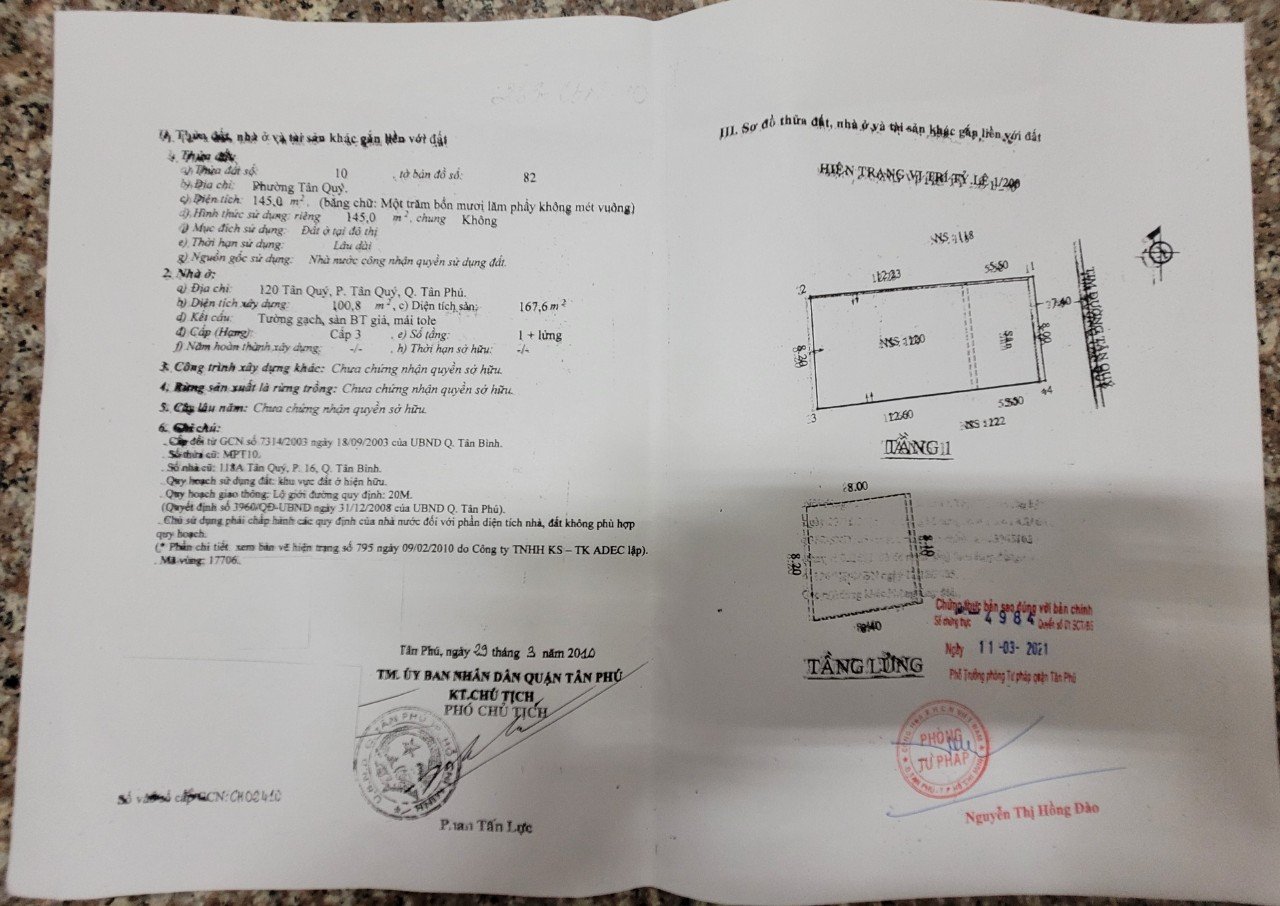 II. Thửa đất, nhà ở và tài sản khác gắn liền với đất
1. Thửa đất:
a) Thửa đất số: 10 , tờ bản đồ số: 82
b) Địa chỉ: Phường Tân Quý.
c) Diện tích: 145,0 m², (bằng chữ: Một trăm bốn mươi lăm phẩy không mét vuông)
d) Hình thức sử dụng: riêng 145,0 m², chung Không
đ) Mục đích sử dụng: Đất ở tại đô thị
e) Thời hạn sử dụng: Lâu dài
g) Nguồn gốc sử dụng: Nhà nước công nhận quyền sử dụng đất.
2. Nhà ở:
a) Địa chỉ: 120 Tân Quý, P. Tân Quý, Q. Tân Phú.
b) Diện tích xây dựng: 100,8 m², c) Diện tích sàn: 167,6 m²
d) Kết cấu: Tường gạch, sàn BT giả, mái tole
đ) Cấp (Hạng): Cấp 3 , e) Số tầng: 1 + lửng
f) Năm hoàn thành xây dựng: -/- , h) Thời hạn sở hữu: -/-
3. Công trình xây dựng khác: Chưa chứng nhận quyền sở hữu.
4. Rừng sản xuất là rừng trồng: Chưa chứng nhận quyền sở hữu.
5. Cây lâu năm: Chưa chứng nhận quyền sở hữu.
6. Ghi chú:
. Cấp đổi từ GCN số 7314/2003 ngày 18/09/2003 của UBND Q. Tân Bình.
. Số thửa cũ: MPT10.
. Số nhà cũ: 118A Tân Quý, P. 16, Q. Tân Bình.
. Quy hoạch sử dụng đất: khu vực đất ở hiện hữu.
. Quy hoạch giao thông: Lộ giới đường quy định: 20M.
(Quyết định số 3960/QĐ-UBND ngày 31/12/2008 của UBND Q. Tân Phú).
. Chủ sử dụng phải chấp hành các quy định của nhà nước đối với phần diện tích nhà, đất không phù hợp
quy hoạch.
(* Phần chi tiết xem bản vẽ hiện trạng số 795 ngày 09/02/2010 do Công ty TNHH KS – TK ADEC lập).
. Mã vùng: 17706.
Tân Phú, ngày 29 tháng 3 năm 2010
TM. ỦY BAN NHÂN DÂN QUẬN TÂN PHÚ
KT.CHỦ TỊCH
PHÓ CHỦ TỊCH
Phan Tấn Lực
Số vào sổ cấp GCN: CH02410
III. Sơ đồ thửa đất, nhà ở và tài sản khác gắn liền với đất
HIỆN TRẠNG VỊ TRÍ TỶ LỆ 1/200
NS 118
2
12.23
5.50
1
7.40
TIM ĐƯỜNG TÂN QUÝ
8.20
NS 120
SÂN
8.00
3
12.60
5.50
4
NS 122
TẦNG 1
8.00
8.20
8.10
8.40
TẦNG LỬNG
Chứng thực bản sao đúng với bản chính
Số chứng thực 4984 Quyển số 01 SCT/BS
Ngày 11-03-2021
Phó Trưởng phòng Tư pháp quận Tân Phú
PHÒNG
TƯ PHÁP
Nguyễn Thị Hồng Đào